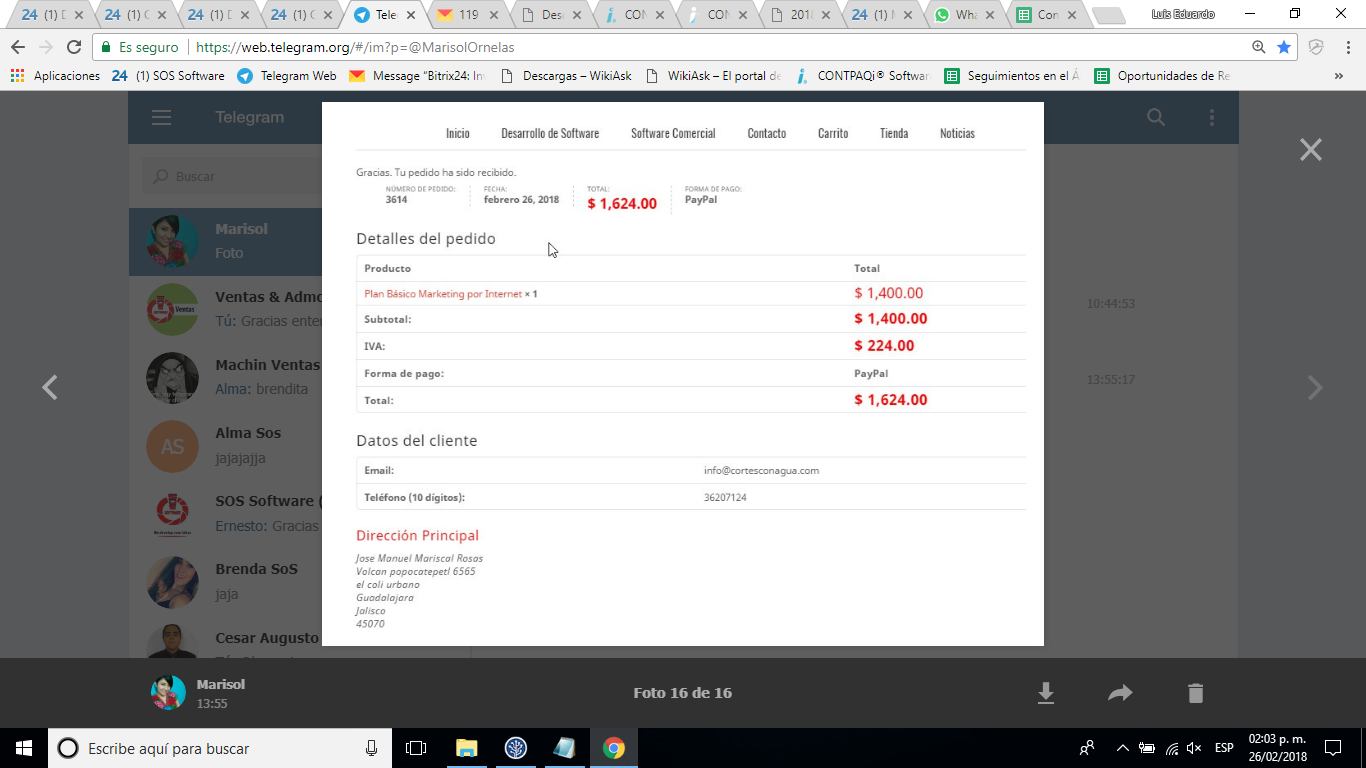 24 (1) D
24 (1) C
24 (1) D
24 (1) C
Tele
119
Des
CON
CON
201
24 (1) M
Wha
Con
Luis Eduardo
Es seguro | https://web.telegram.org/#/im?p=@MarisolOrnelas
Aplicaciones 24 (1) SOS Software Telegram Web Message "Bitrix24: In Descargas – WikiAsk WikiAsk – El portal de CONTPAQi® Softwar Seguimientos en el Á Oportunidades de Re »
Telegram
Buscar
Marisol
Foto
Ventas & Admo
Tú: Gracias enter
Machin Ventas
Alma: brendita
AS
Alma Sos
jajajajja
SOS Software (
Ernesto: Gracias
Brenda SoS
jaja
Cesar Augusto
10:44:53
13:55:17
Inicio Desarrollo de Software Software Comercial Contacto Carrito Tienda Noticias
Gracias. Tu pedido ha sido recibido.
NÚMERO DE PEDIDO: FECHA: TOTAL: FORMA DE PAGO:
3614 febrero 26, 2018 $ 1,624.00 PayPal
Detalles del pedido
Producto Total
Plan Básico Marketing por Internet × 1 $ 1,400.00
Subtotal: $ 1,400.00
IVA: $ 224.00
Forma de pago: PayPal
Total: $ 1,624.00
Datos del cliente
Email: info@cortesconagua.com
Teléfono (10 dígitos): 36207124
Dirección Principal
Jose Manuel Mariscal Rosas
Volcan popocatepetl 6565
el coli urbano
Guadalajara
Jalisco
45070
Marisol
13:55
Foto 16 de 16
Escribe aquí para buscar
ESP
02:03 p. m.
26/02/2018